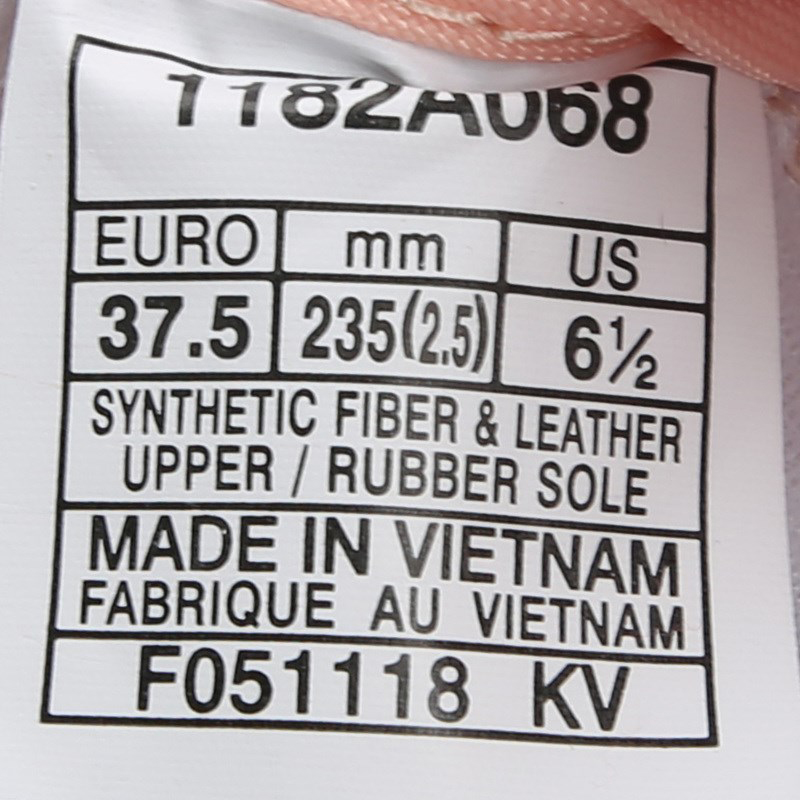 1182A068
EURO mm US
37.5 235(2.5) 6½
SYNTHETIC FIBER & LEATHER
UPPER / RUBBER SOLE
MADE IN VIETNAM
FABRIQUE AU VIETNAM
F051118 KV